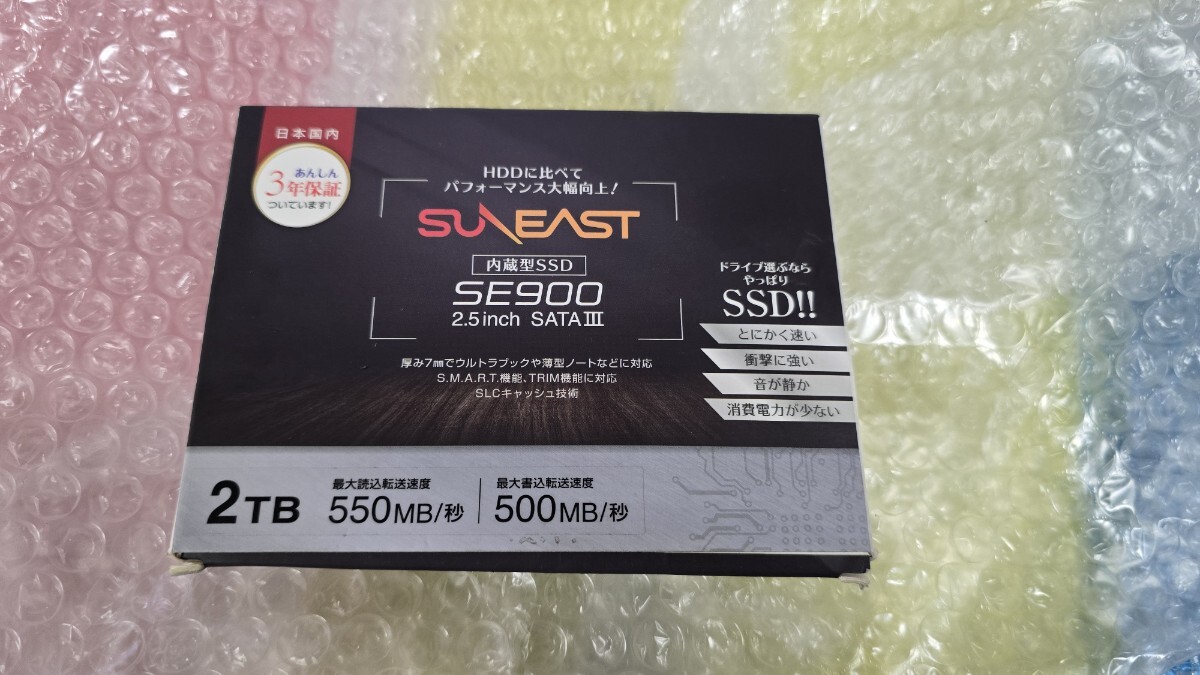 日本国内
あんしん
3年保証
ついています!
HDDに比べて
パフォーマンス大幅向上!
SUNEAST
内蔵型SSD
SE900
2.5inch SATAⅢ
厚み7㎜でウルトラブックや薄型ノートなどに対応
S.M.A.R.T.機能、TRIM機能に対応
SLCキャッシュ技術
ドライブ選ぶなら
やっぱり
SSD!!
とにかく速い
衝撃に強い
音が静か
消費電力が少ない
2TB
最大読込転送速度
550MB/秒
最大書込転送速度
500MB/秒